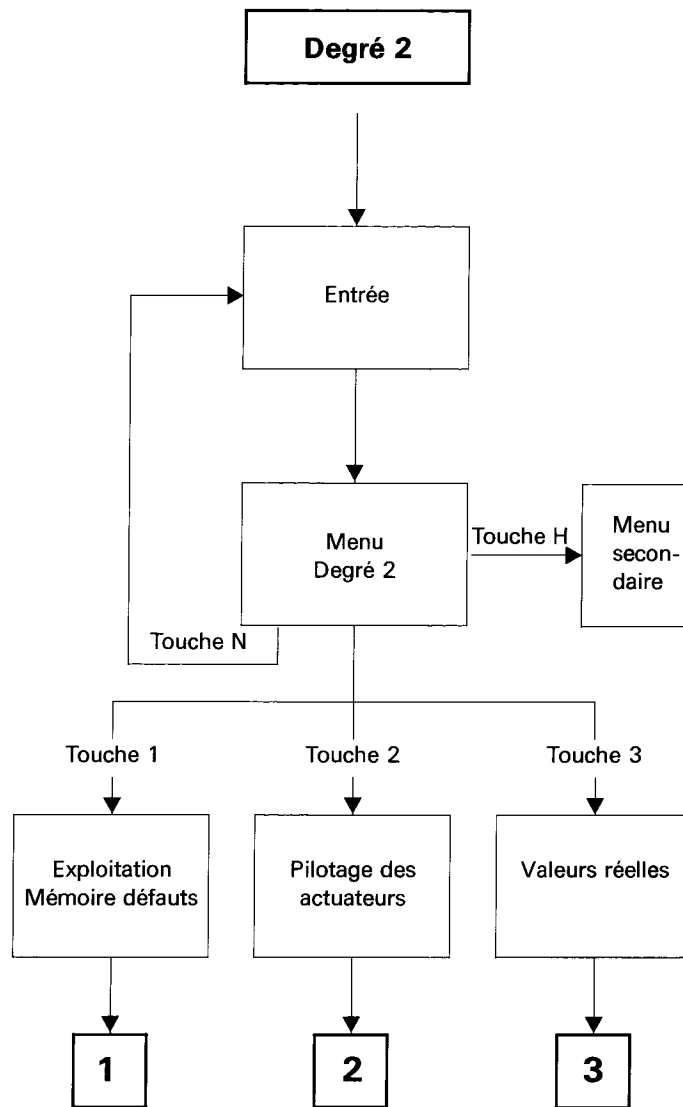 Degré 2
Entrée
Menu
Degré 2
Touche H
Menu
secon-
daire
Touche N
Touche 1
Touche 2
Touche 3
Exploitation
Mémoire défauts
Pilotage des
actuateurs
Valeurs réelles
1
2
3